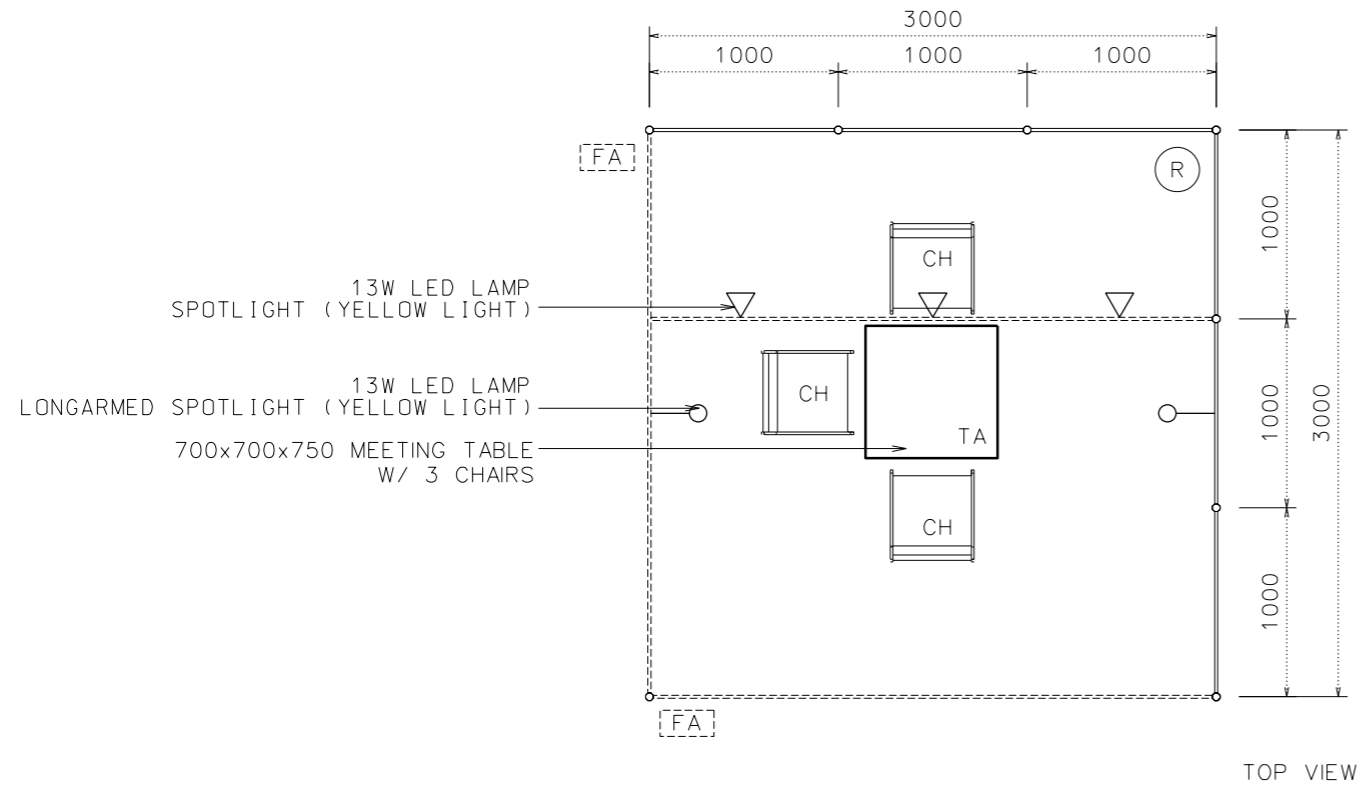 3000
1000
1000
1000
FA
R
1000
CH
13W LED LAMP
SPOTLIGHT (YELLOW LIGHT)
13W LED LAMP
LONGARMED SPOTLIGHT (YELLOW LIGHT)
CH
1000
3000
700x700x750 MEETING TABLE
W/ 3 CHAIRS
TA
CH
1000
FA
TOP VIEW